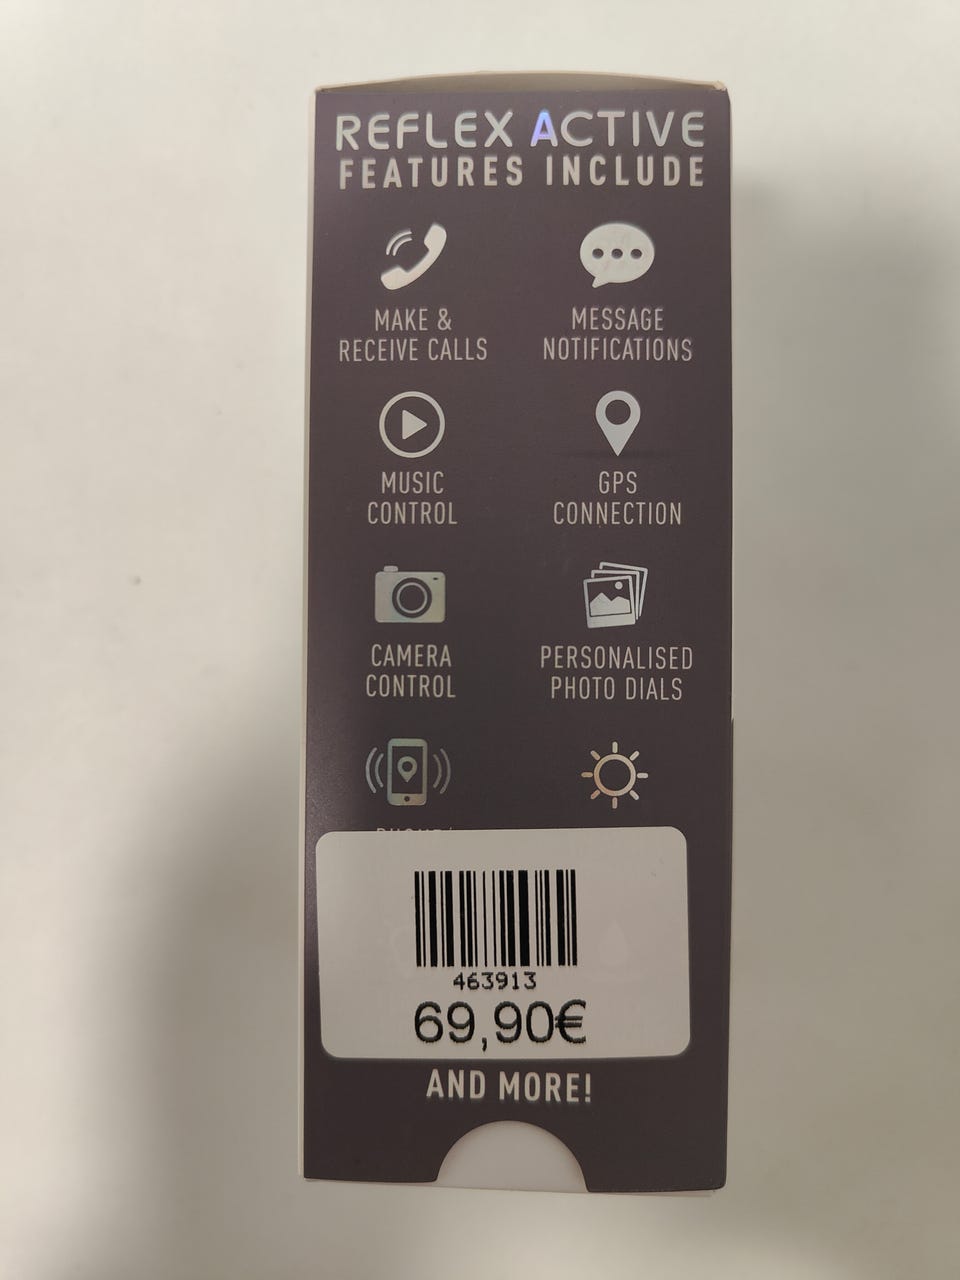 REFLEX ACTIVE
FEATURES INCLUDE
MAKE &
RECEIVE CALLS
MESSAGE
NOTIFICATIONS
MUSIC
CONTROL
GPS
CONNECTION
CAMERA
CONTROL
PERSONALISED
PHOTO DIALS
463913
69,90€
AND MORE!